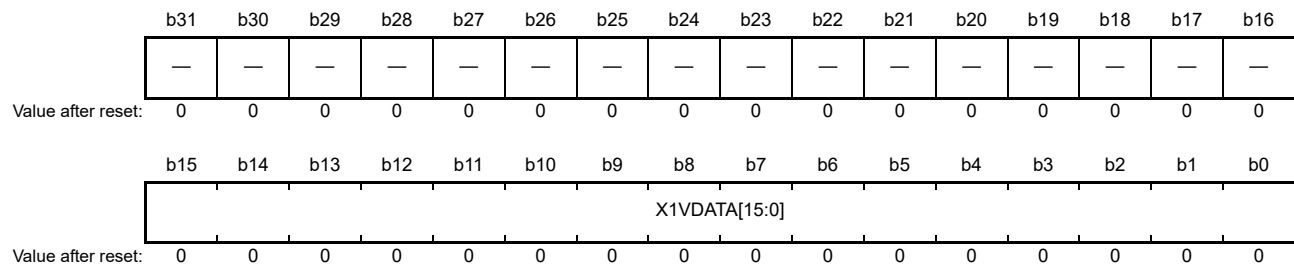 b31 b30 b29 b28 b27 b26 b25 b24 b23 b22 b21 b20 b19 b18 b17 b16
— — — — — — — — — — — — — — — —
Value after reset: 0 0 0 0 0 0 0 0 0 0 0 0 0 0 0 0
b15 b14 b13 b12 b11 b10 b9 b8 b7 b6 b5 b4 b3 b2 b1 b0
X1VDATA[15:0]
Value after reset: 0 0 0 0 0 0 0 0 0 0 0 0 0 0 0 0